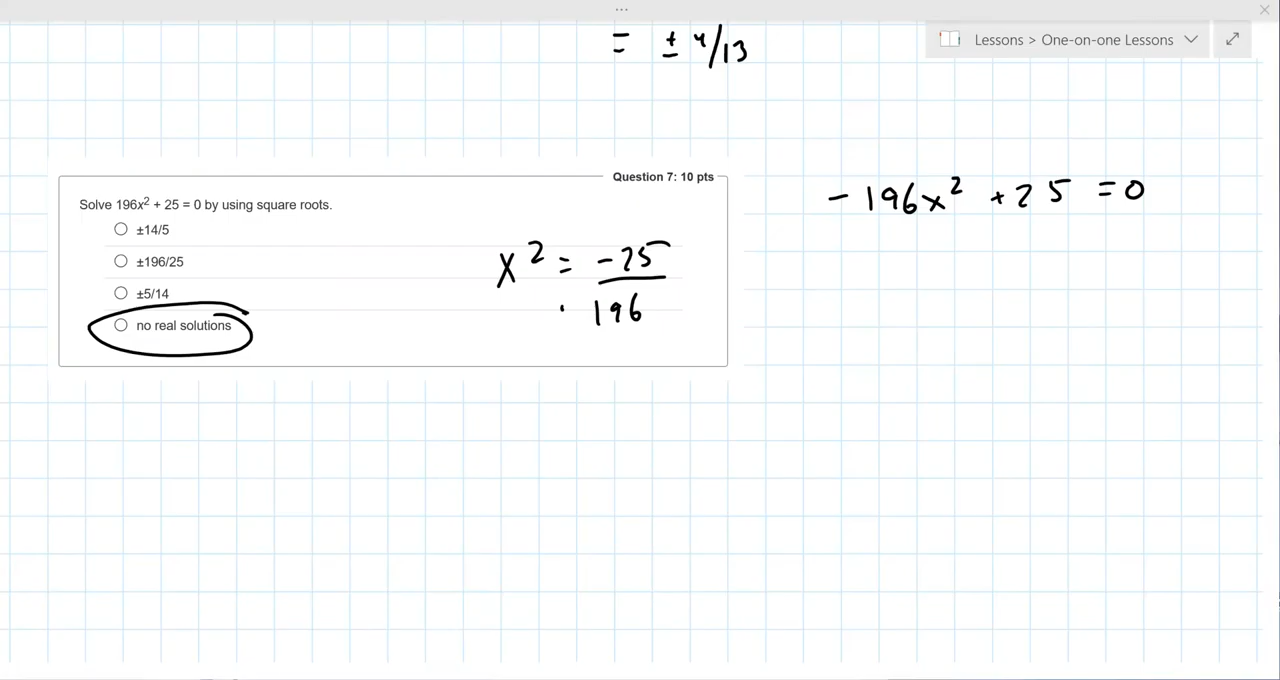 = ± 4/13
Lessons > One-on-one Lessons
Question 7: 10 pts
Solve 196x² + 25 = 0 by using square roots.
±14/5
±196/25
±5/14
no real solutions
x² = -25
196
-196x² + 25 = 0